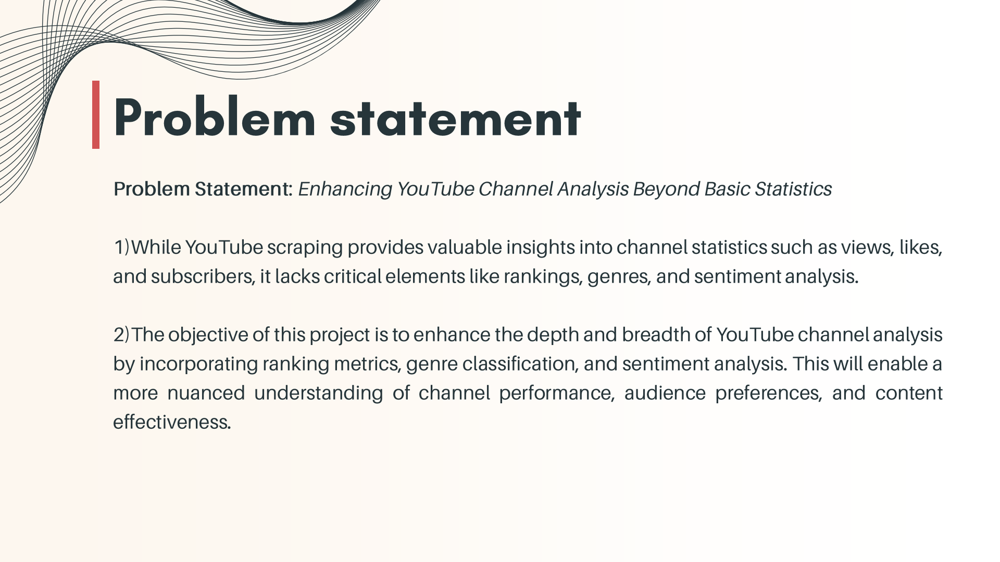 Problem statement
Problem Statement: Enhancing YouTube Channel Analysis Beyond Basic Statistics
1)While YouTube scraping provides valuable insights into channel statistics such as views, likes,
and subscribers, it lacks critical elements like rankings, genres, and sentiment analysis.
2)The objective of this project is to enhance the depth and breadth of YouTube channel analysis
by incorporating ranking metrics, genre classification, and sentiment analysis. This will enable a
more nuanced understanding of channel performance, audience preferences, and content
effectiveness.